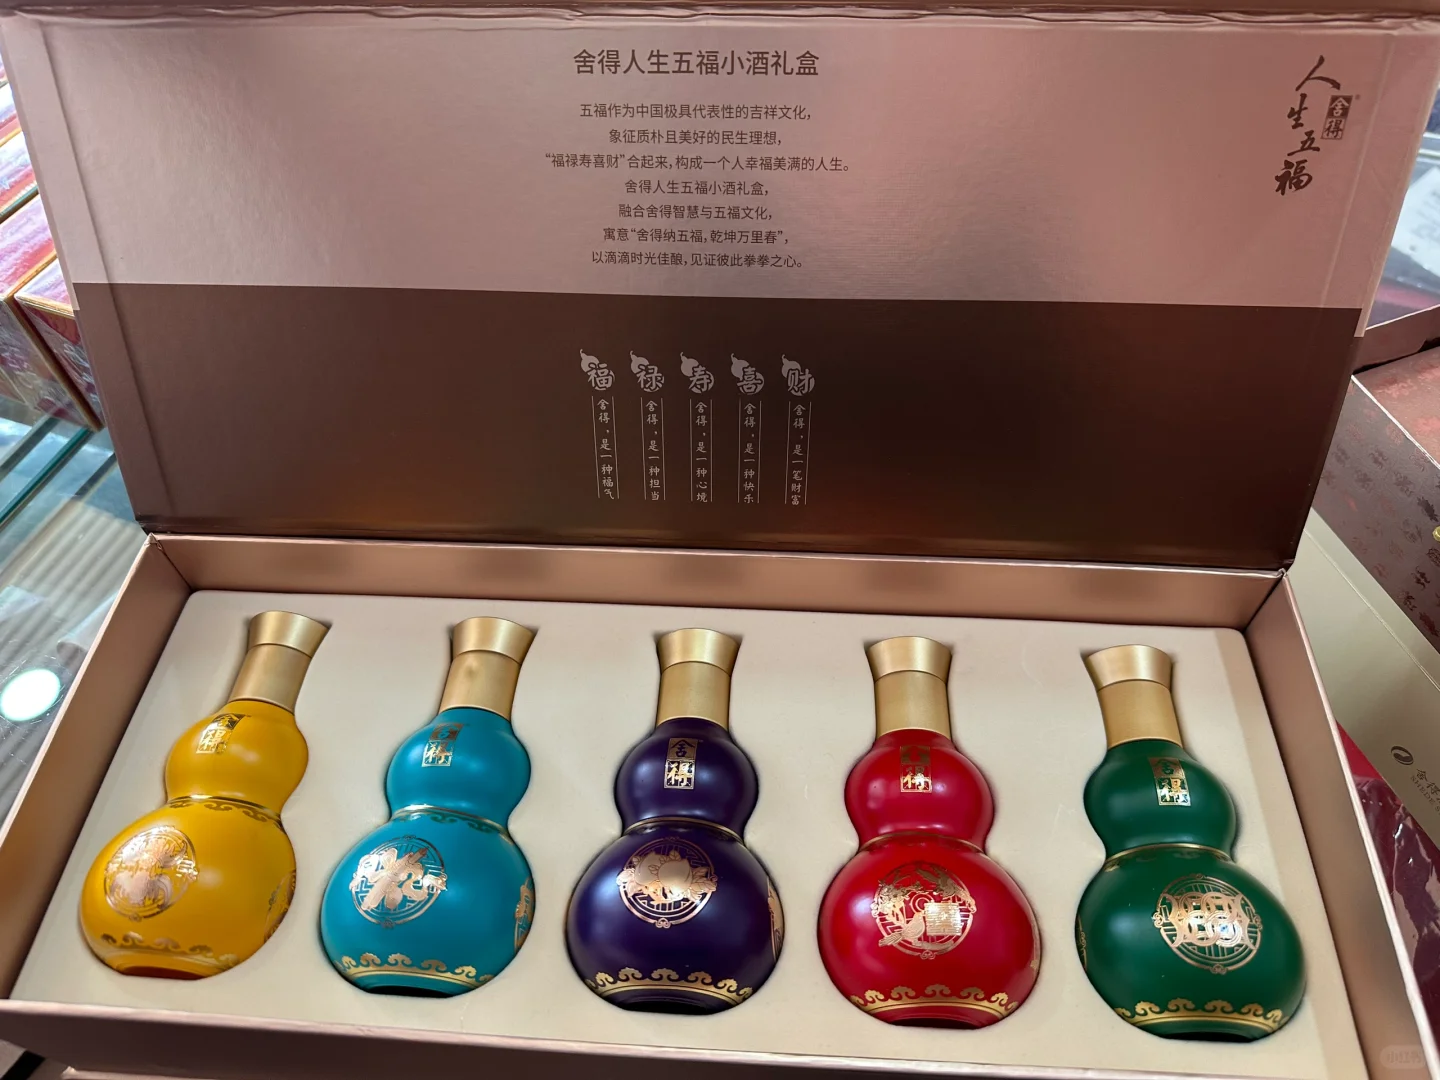 舍得人生五福小酒礼盒
五福作为中国极具代表性的吉祥文化，
象征质朴且美好的民生理想，
“福禄寿喜财”合起来，构成一个人幸福美满的人生。
舍得人生五福小酒礼盒，
融合舍得智慧与五福文化，
寓意“舍得纳五福，乾坤万里春”，
以滴滴时光佳酿，见证彼此拳拳之心。
人生五福
舍得
福
舍得，是一种福气
禄
舍得，是一种担当
寿
舍得，是一种心境
喜
舍得，是一种快乐
财
舍得，是一笔财富
舍得
舍得
舍得
舍得
舍得
舍得
小红书